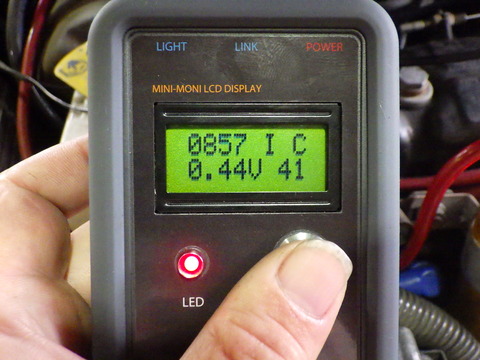 LIGHT LINK POWER
MINI-MONI LCD DISPLAY
0857 I C
0.44V 41
LED